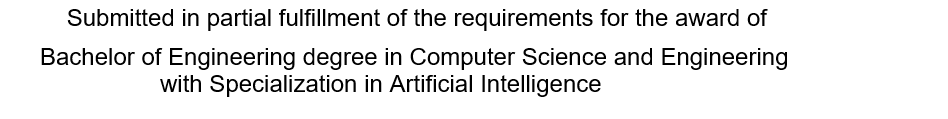 Submitted in partial fulfillment of the requirements for the award of
Bachelor of Engineering degree in Computer Science and Engineering
with Specialization in Artificial Intelligence